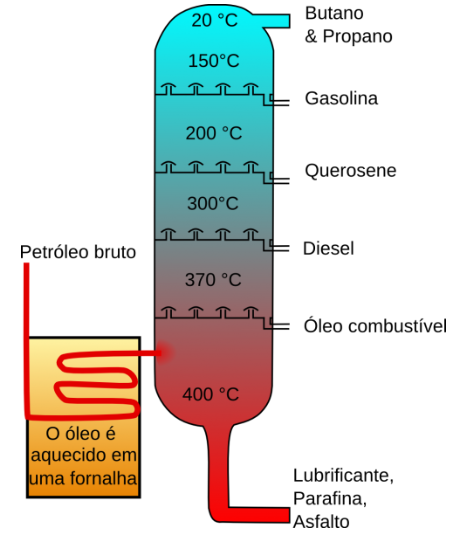 20 °C
Butano
& Propano
150°C
Gasolina
200 °C
Querosene
300°C
Diesel
Petróleo bruto
370 °C
Óleo combustível
400 °C
O óleo é
aquecido em
uma fornalha
Lubrificante,
Parafina,
Asfalto